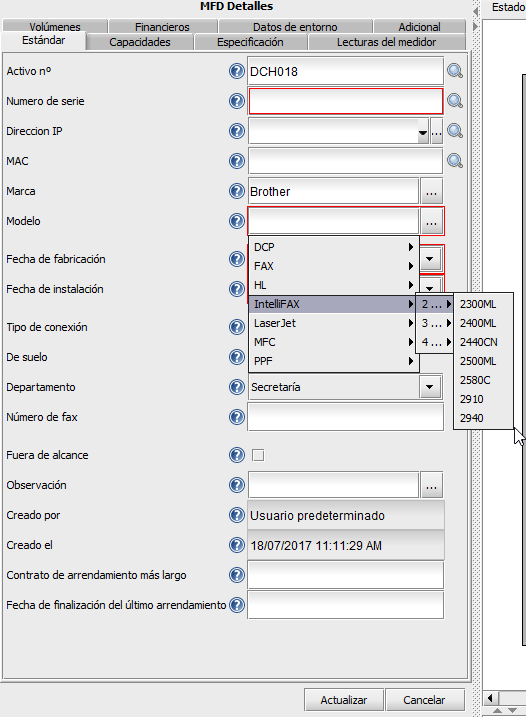 MFD Detalles
Estado
Volúmenes
Financieros
Datos de entorno
Adicional
Estándar
Capacidades
Especificación
Lecturas del medidor
Activo nº
DCH018
Numero de serie
Direccion IP
...
MAC
Marca
Brother
...
Modelo
...
DCP
Fecha de fabricación
FAX
HL
Fecha de instalación
IntelliFAX
2 ...
2300ML
LaserJet
3 ...
2400ML
Tipo de conexión
MFC
4 ...
2440CN
De suelo
PPF
2500ML
2580C
Departamento
Secretaría
2910
Número de fax
2940
Fuera de alcance
Observación
...
Creado por
Usuario predeterminado
Creado el
18/07/2017 11:11:29 AM
Contrato de arrendamiento más largo
Fecha de finalización del último arrendamiento
Actualizar
Cancelar